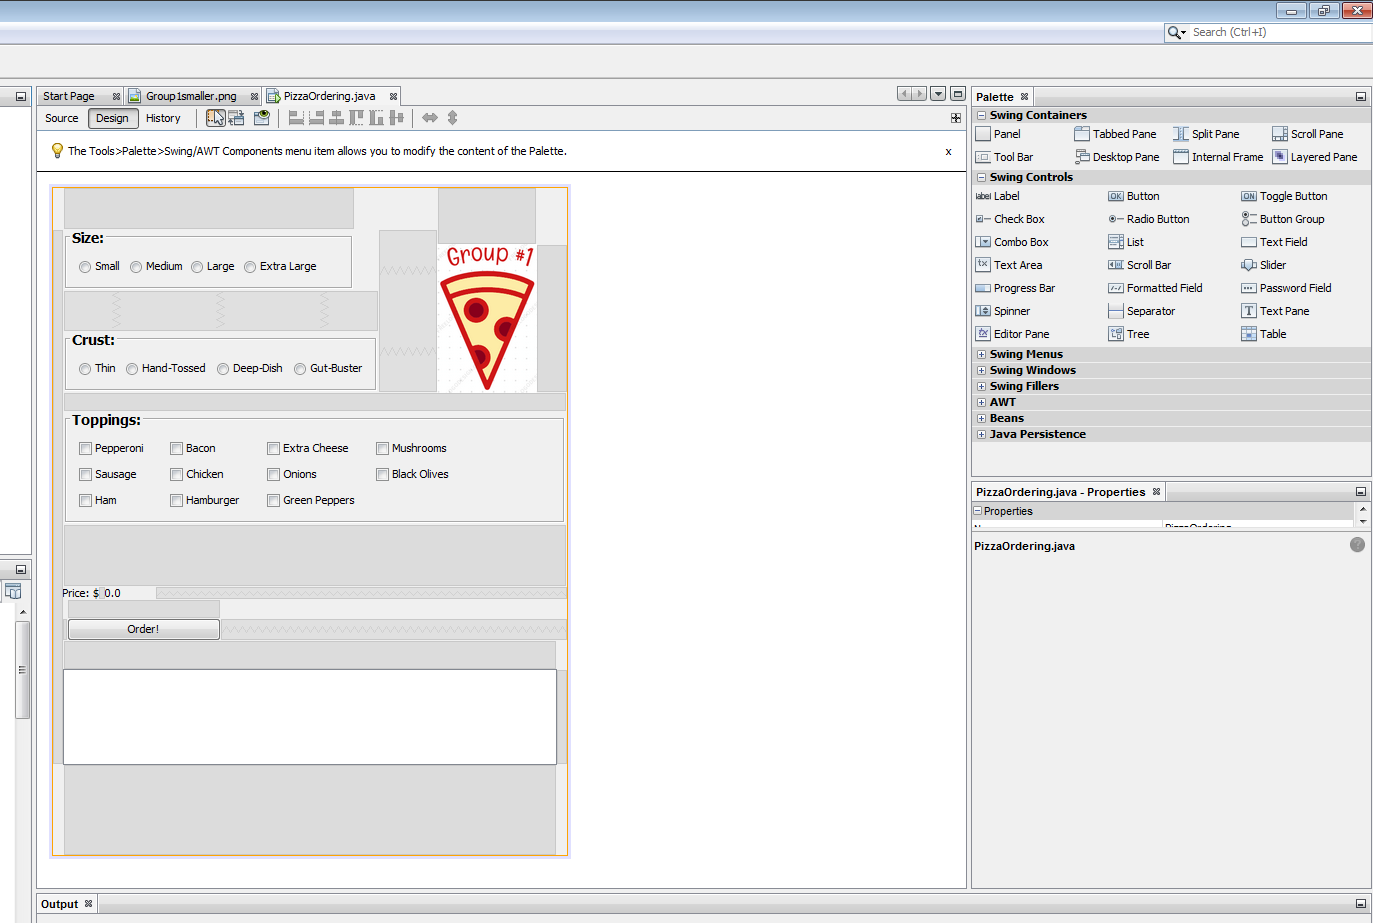 Search (Ctrl+I)
Start Page Group1smaller.png PizzaOrdering.java
Source Design History
The Tools>Palette>Swing/AWT Components menu item allows you to modify the content of the Palette. x
Group #1
Size:
Small Medium Large Extra Large
Crust:
Thin Hand-Tossed Deep-Dish Gut-Buster
Toppings:
Pepperoni Bacon Extra Cheese Mushrooms
Sausage Chicken Onions Black Olives
Ham Hamburger Green Peppers
Price: $ 0.0
Order!
Output
Palette
Swing Containers
Panel Tabbed Pane Split Pane Scroll Pane
Tool Bar Desktop Pane Internal Frame Layered Pane
Swing Controls
label Label OK Button ON Toggle Button
Check Box Radio Button Button Group
Combo Box List Text Field
Text Area Scroll Bar Slider
Progress Bar Formatted Field Password Field
Spinner Separator T Text Pane
Editor Pane Tree Table
Swing Menus
Swing Windows
Swing Fillers
AWT
Beans
Java Persistence
PizzaOrdering.java - Properties
Properties
PizzaOrdering
PizzaOrdering.java